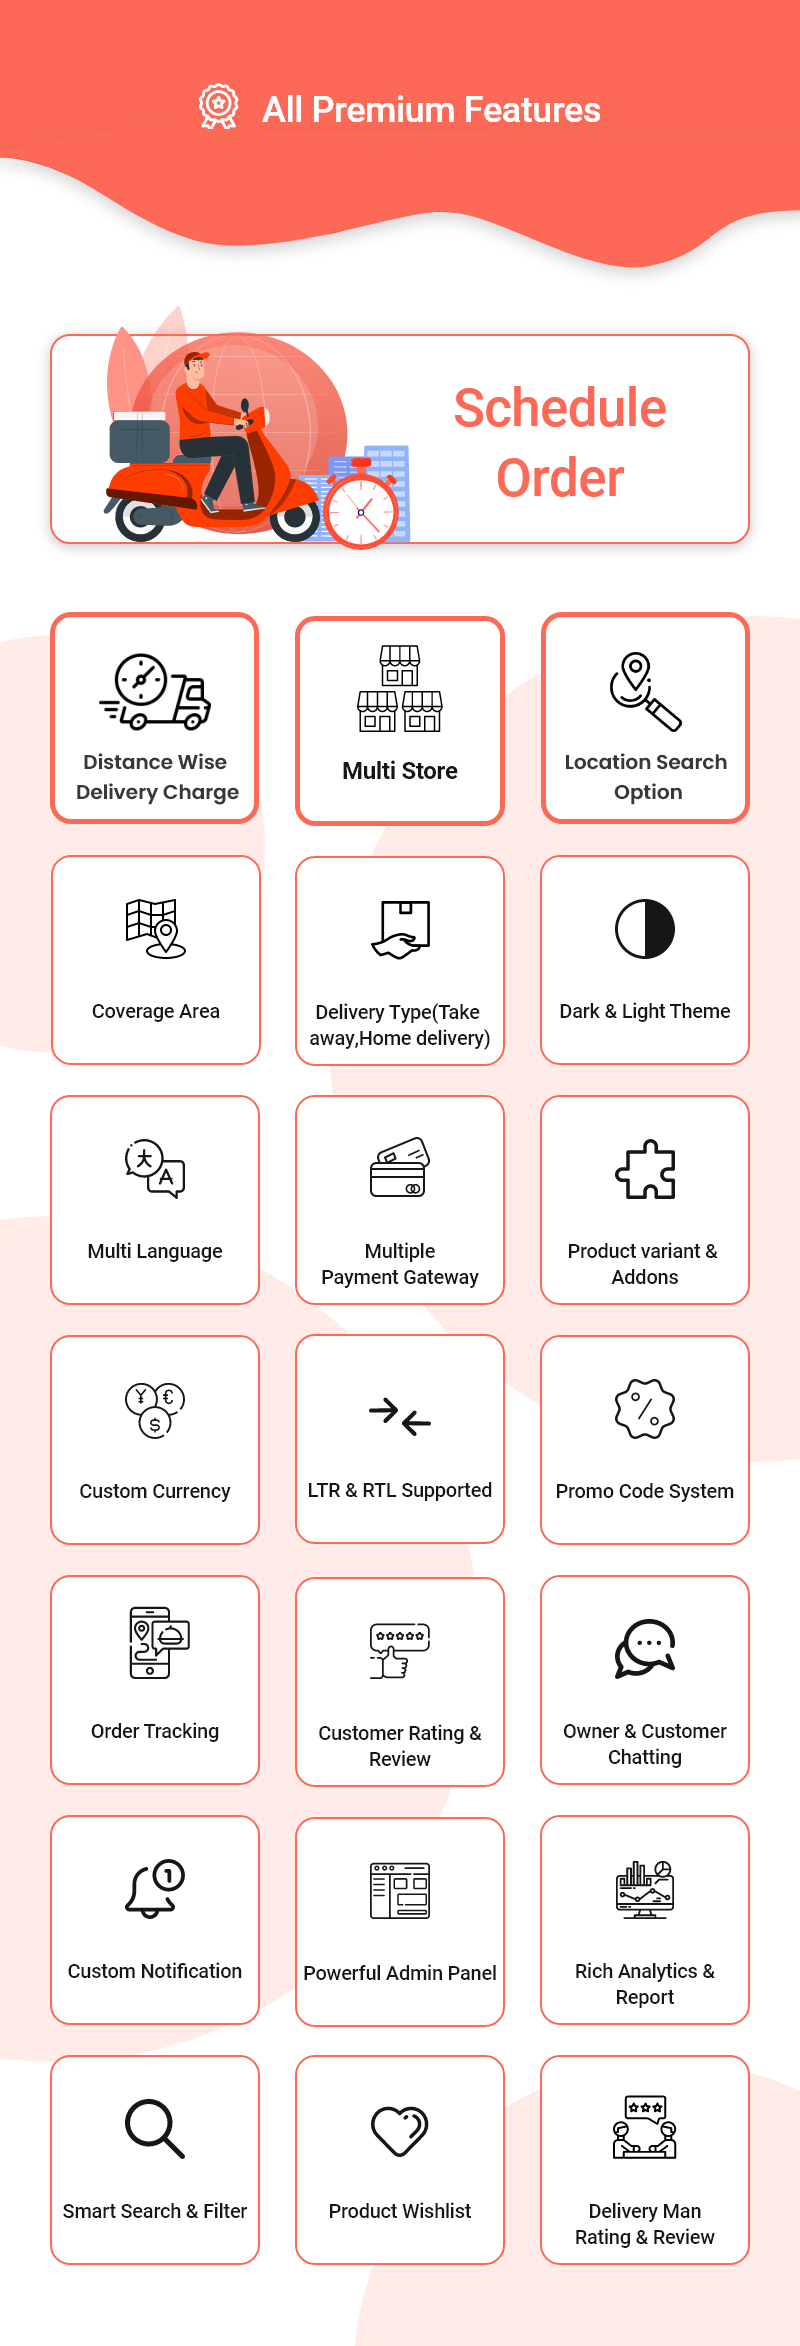 All Premium Features
Schedule
Order
Distance Wise
Delivery Charge
Multi Store
Location Search
Option
Coverage Area
Delivery Type(Take
away,Home delivery)
Dark & Light Theme
大
A
Multi Language
Multiple
Payment Gateway
Product variant &
Addons
¥ €
$
Custom Currency
LTR & RTL Supported
%
Promo Code System
Order Tracking
Customer Rating &
Review
Owner & Customer
Chatting
1
Custom Notification
Powerful Admin Panel
Rich Analytics &
Report
Smart Search & Filter
Product Wishlist
Delivery Man
Rating & Review